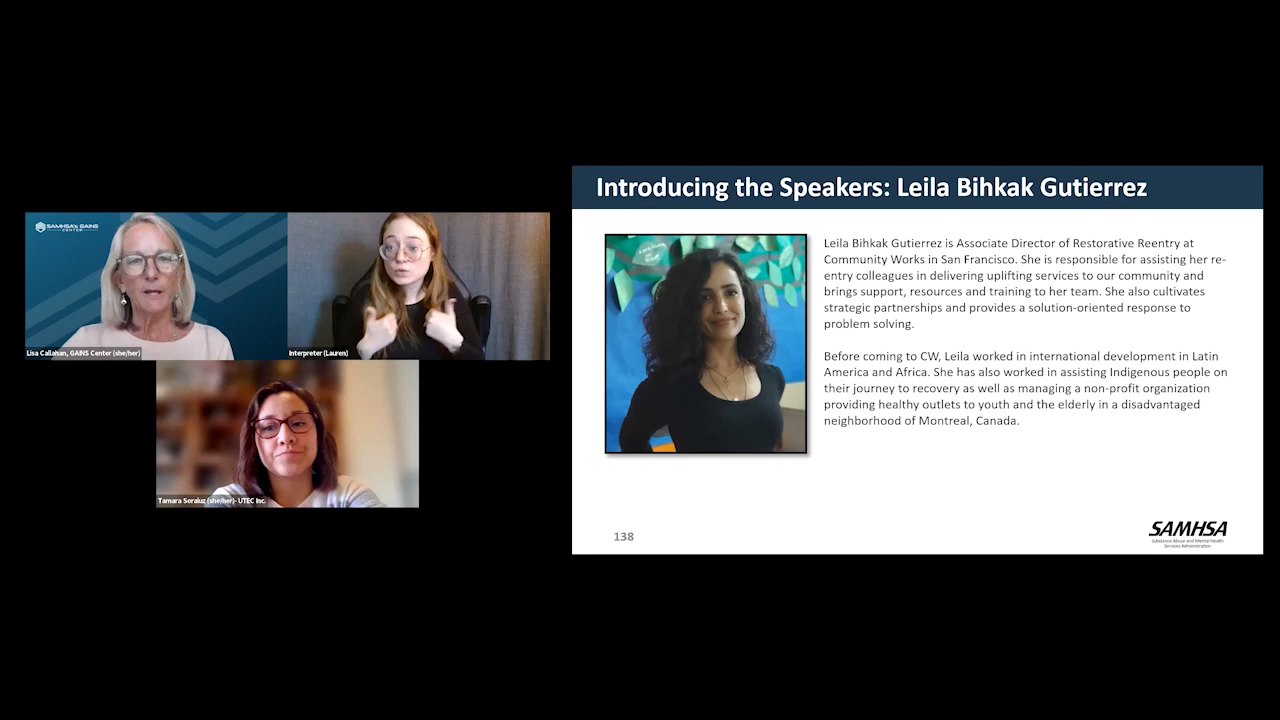 SAMHSA's GAINS
CENTER
Lisa Callahan, GAINS Center (she/her)
Interpreter (Lauren)
Tamara Soraluz (she/her)- UTEC Inc.
Introducing the Speakers: Leila Bihkak Gutierrez
Leila Bihkak Gutierrez is Associate Director of Restorative Reentry at
Community Works in San Francisco. She is responsible for assisting her re-
entry colleagues in delivering uplifting services to our community and
brings support, resources and training to her team. She also cultivates
strategic partnerships and provides a solution-oriented response to
problem solving.
Before coming to CW, Leila worked in international development in Latin
America and Africa. She has also worked in assisting Indigenous people on
their journey to recovery as well as managing a non-profit organization
providing healthy outlets to youth and the elderly in a disadvantaged
neighborhood of Montreal, Canada.
138
SAMHSA
Substance Abuse and Mental Health
Services Administration